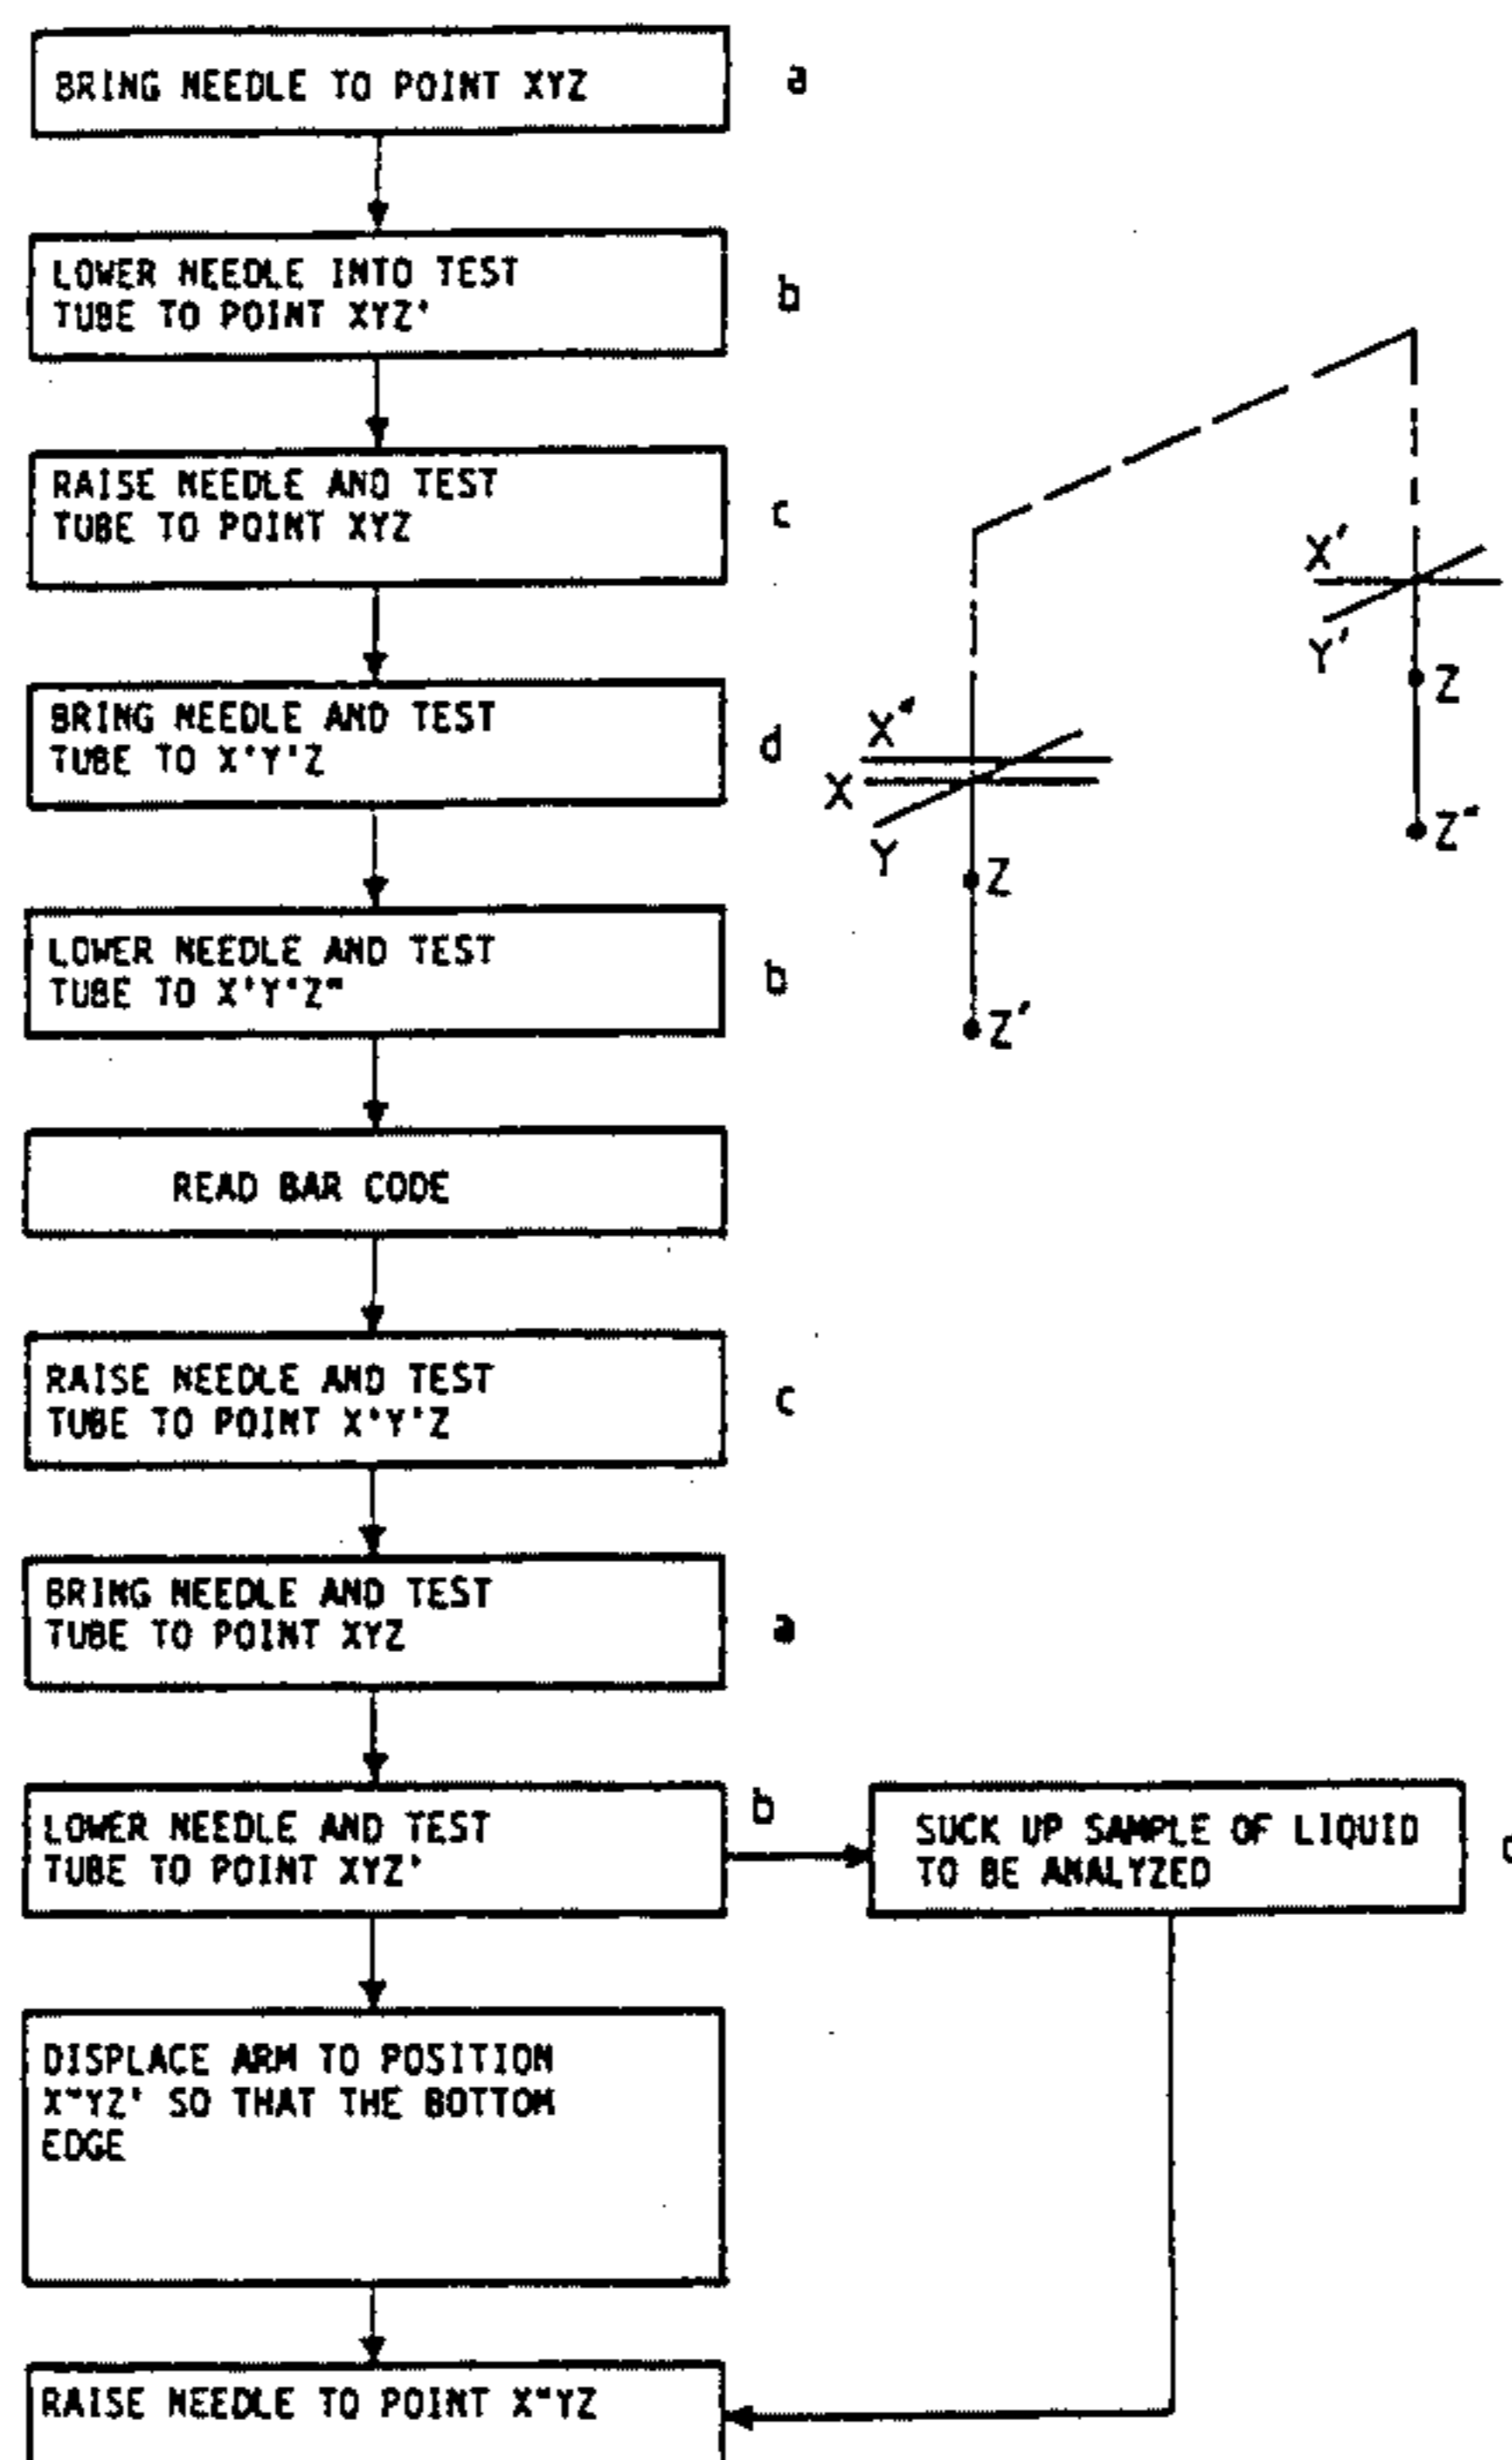 BRING NEEDLE TO POINT XYZ
a
LOWER NEEDLE INTO TEST
TUBE TO POINT XYZ'
b
RAISE NEEDLE AND TEST
TUBE TO POINT XYZ
c
BRING NEEDLE AND TEST
TUBE TO X'Y'Z
d
LOWER NEEDLE AND TEST
TUBE TO X'Y'Z"
b
READ BAR CODE
RAISE NEEDLE AND TEST
TUBE TO POINT X'Y'Z
c
BRING NEEDLE AND TEST
TUBE TO POINT XYZ
a
LOWER NEEDLE AND TEST
TUBE TO POINT XYZ'
b
SUCK UP SAMPLE OF LIQUID
TO BE ANALYZED
DISPLACE ARM TO POSITION
X"YZ' SO THAT THE BOTTOM
EDGE
RAISE NEEDLE TO POINT X"YZ
X'
Y'
Z
Z"
X"
X
Y
Z
Z'